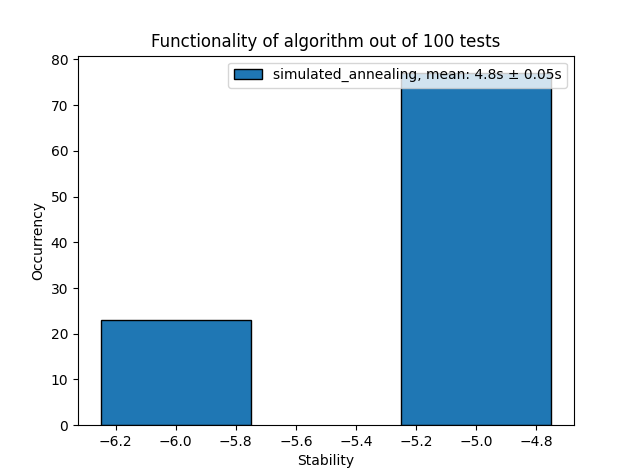 Functionality of algorithm out of 100 tests
simulated_annealing, mean: 4.8s ± 0.05s
80
70
60
50
40
30
20
10
0
Occurrency
−6.2 −6.0 −5.8 −5.6 −5.4 −5.2 −5.0 −4.8
Stability